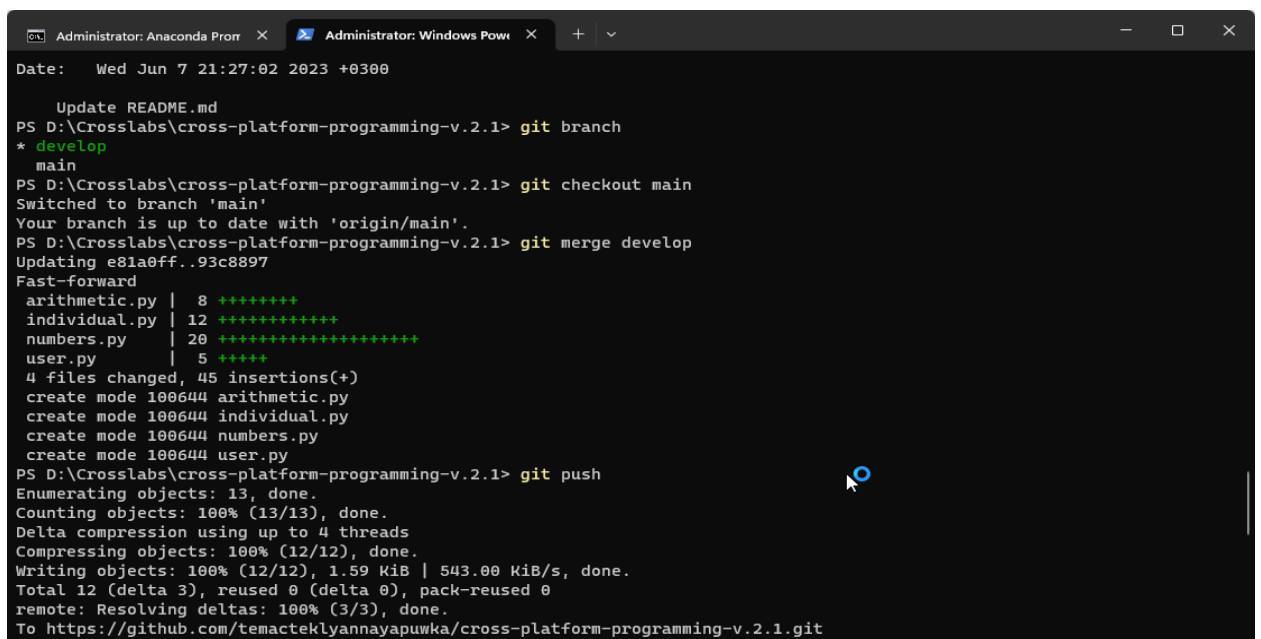 Administrator: Anaconda Prom
Administrator: Windows Powe
Date:   Wed Jun 7 21:27:02 2023 +0300
    Update README.md
PS D:\Crosslabs\cross-platform-programming-v.2.1> git branch
* develop
  main
PS D:\Crosslabs\cross-platform-programming-v.2.1> git checkout main
Switched to branch 'main'
Your branch is up to date with 'origin/main'.
PS D:\Crosslabs\cross-platform-programming-v.2.1> git merge develop
Updating e81a0ff..93c8897
Fast-forward
 arithmetic.py |  8 ++++++++
 individual.py | 12 ++++++++++++
 numbers.py    | 20 ++++++++++++++++++++
 user.py       |  5 +++++
 4 files changed, 45 insertions(+)
 create mode 100644 arithmetic.py
 create mode 100644 individual.py
 create mode 100644 numbers.py
 create mode 100644 user.py
PS D:\Crosslabs\cross-platform-programming-v.2.1> git push
Enumerating objects: 13, done.
Counting objects: 100% (13/13), done.
Delta compression using up to 4 threads
Compressing objects: 100% (12/12), done.
Writing objects: 100% (12/12), 1.59 KiB | 543.00 KiB/s, done.
Total 12 (delta 3), reused 0 (delta 0), pack-reused 0
remote: Resolving deltas: 100% (3/3), done.
To https://github.com/temacteklyannayapuwka/cross-platform-programming-v.2.1.git